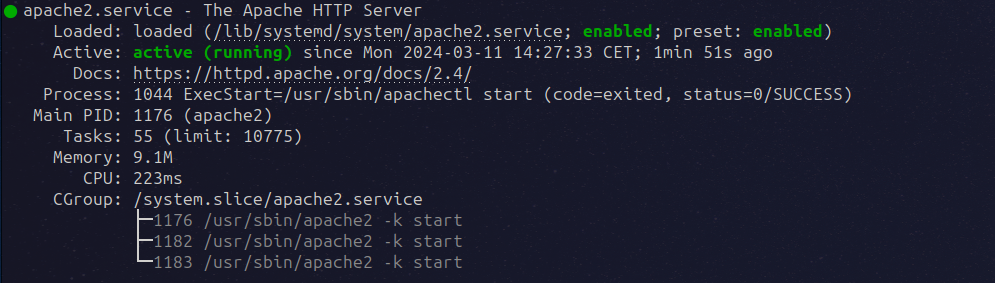 ● apache2.service - The Apache HTTP Server
Loaded: loaded (/lib/systemd/system/apache2.service; enabled; preset: enabled)
Active: active (running) since Mon 2024-03-11 14:27:33 CET; 1min 51s ago
Docs: https://httpd.apache.org/docs/2.4/
Process: 1044 ExecStart=/usr/sbin/apachectl start (code=exited, status=0/SUCCESS)
Main PID: 1176 (apache2)
Tasks: 55 (limit: 10775)
Memory: 9.1M
CPU: 223ms
CGroup: /system.slice/apache2.service
├─1176 /usr/sbin/apache2 -k start
├─1182 /usr/sbin/apache2 -k start
└─1183 /usr/sbin/apache2 -k start